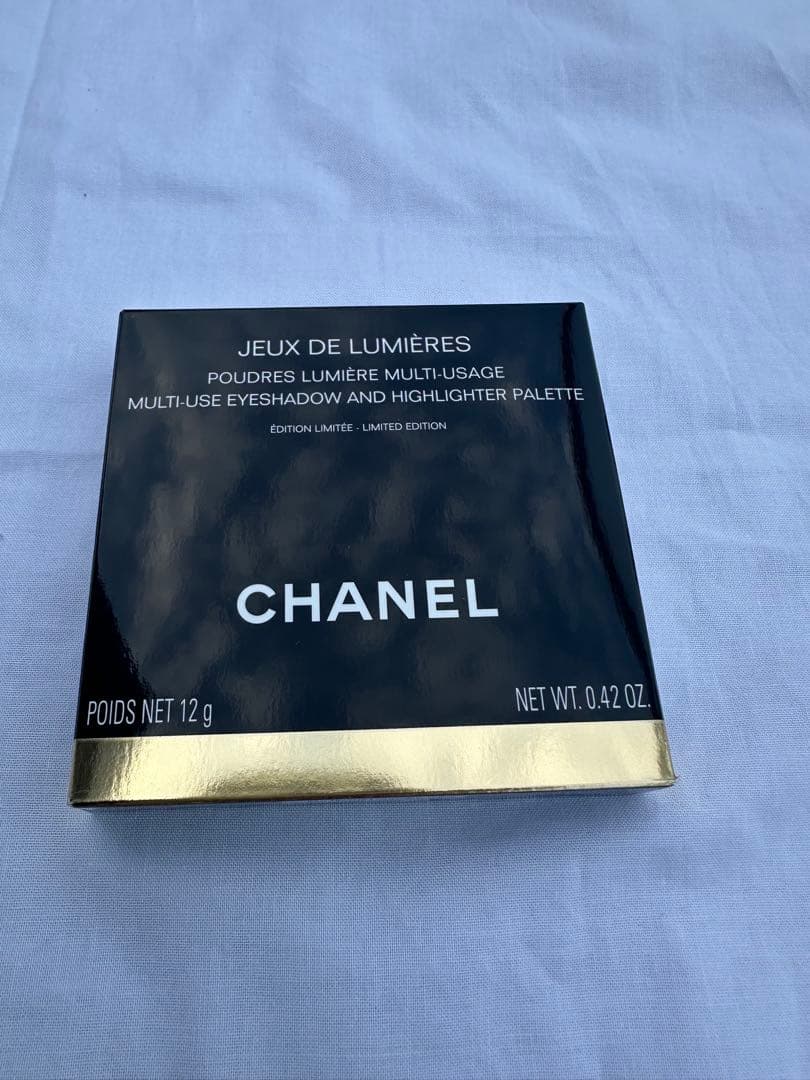 JEUX DE LUMIÈRES
POUDRES LUMIÈRE MULTI-USAGE
MULTI-USE EYESHADOW AND HIGHLIGHTER PALETTE
ÉDITION LIMITÉE - LIMITED EDITION
CHANEL
POIDS NET 12 g NET WT. 0.42 OZ.